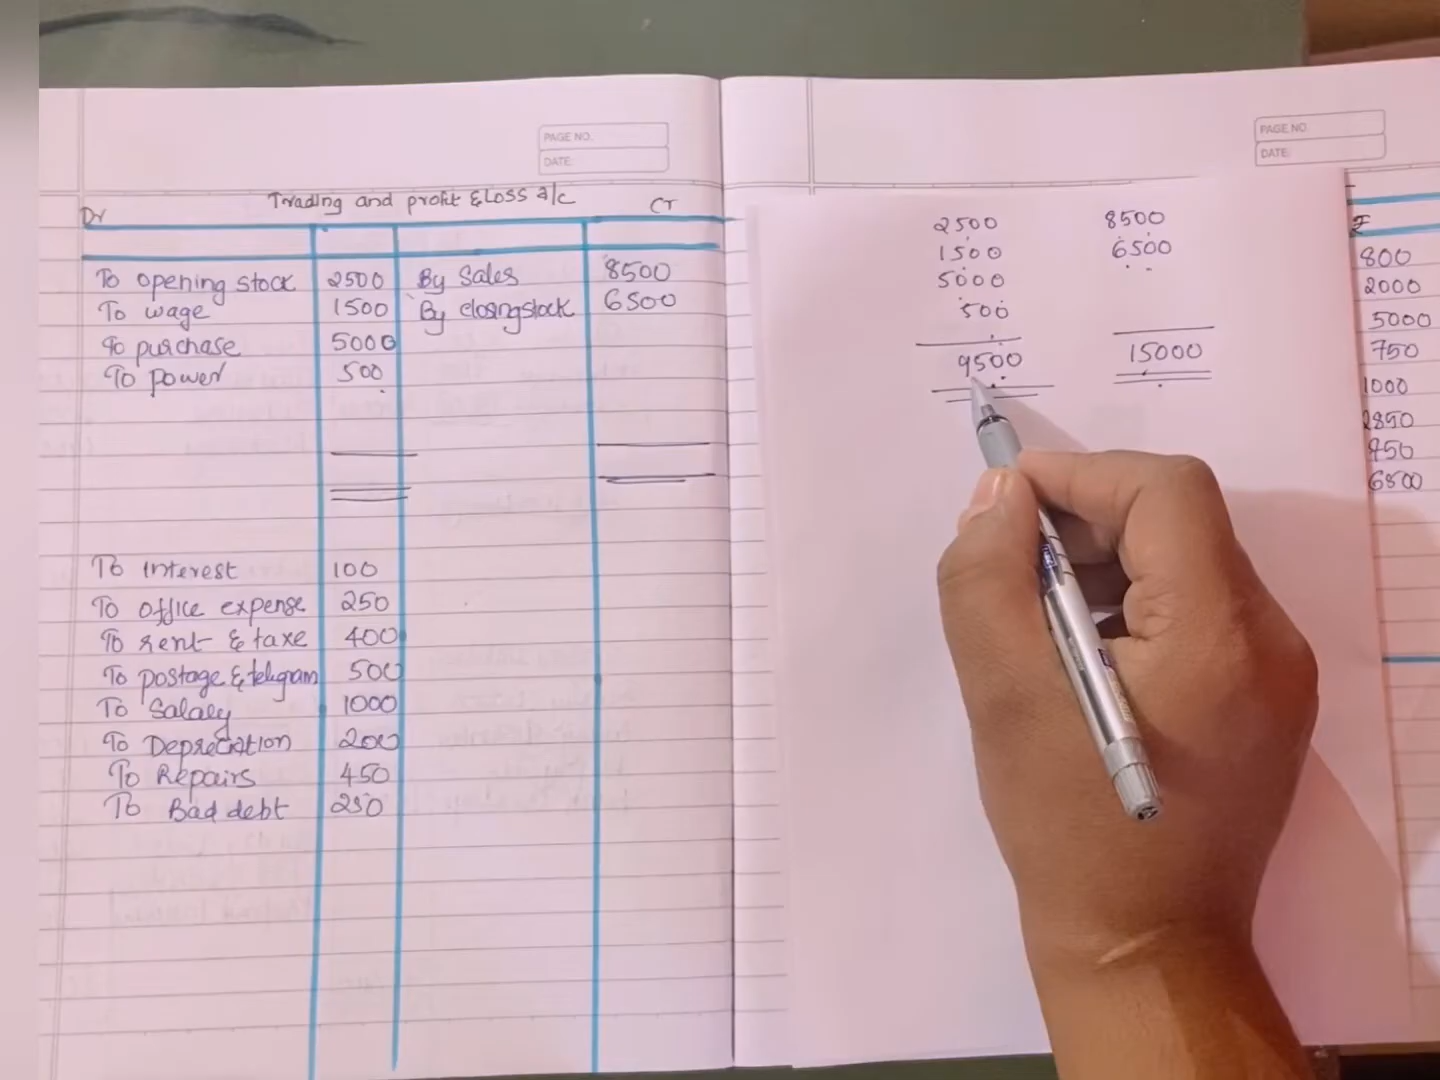 PAGE NO.
DATE:
Trading and profit & Loss a/c
Dr
Cr
To opening stock 2500 By Sales 8500
To wage 1500 By closing stock 6500
To purchase 5000
To power 500
To Interest 100
To office expense 250
To rent & taxe 400
To postage & telegram 500
To Salary 1000
To Depreciation 200
To Repairs 450
To Bad debt 250
2500 8500
1500 6500
5000
500
9500 15000
PAGE NO.
DATE:
₹
800
2000
5000
750
1000
2850
6500